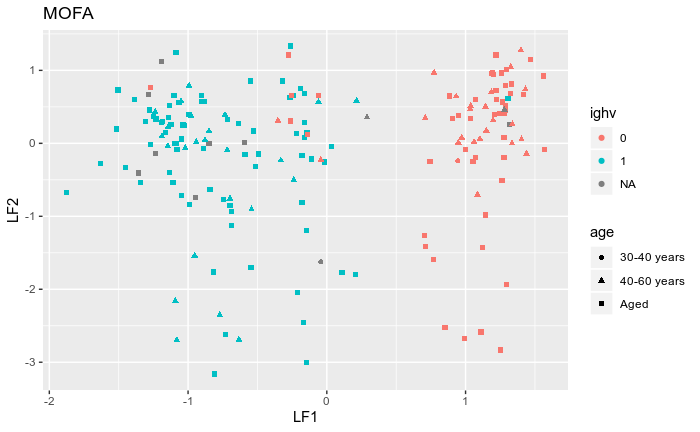 MOFA
1
0
-1
-2
-3
LF2
-2
-1
0
1
LF1
ighv
0
1
NA
age
30-40 years
40-60 years
Aged